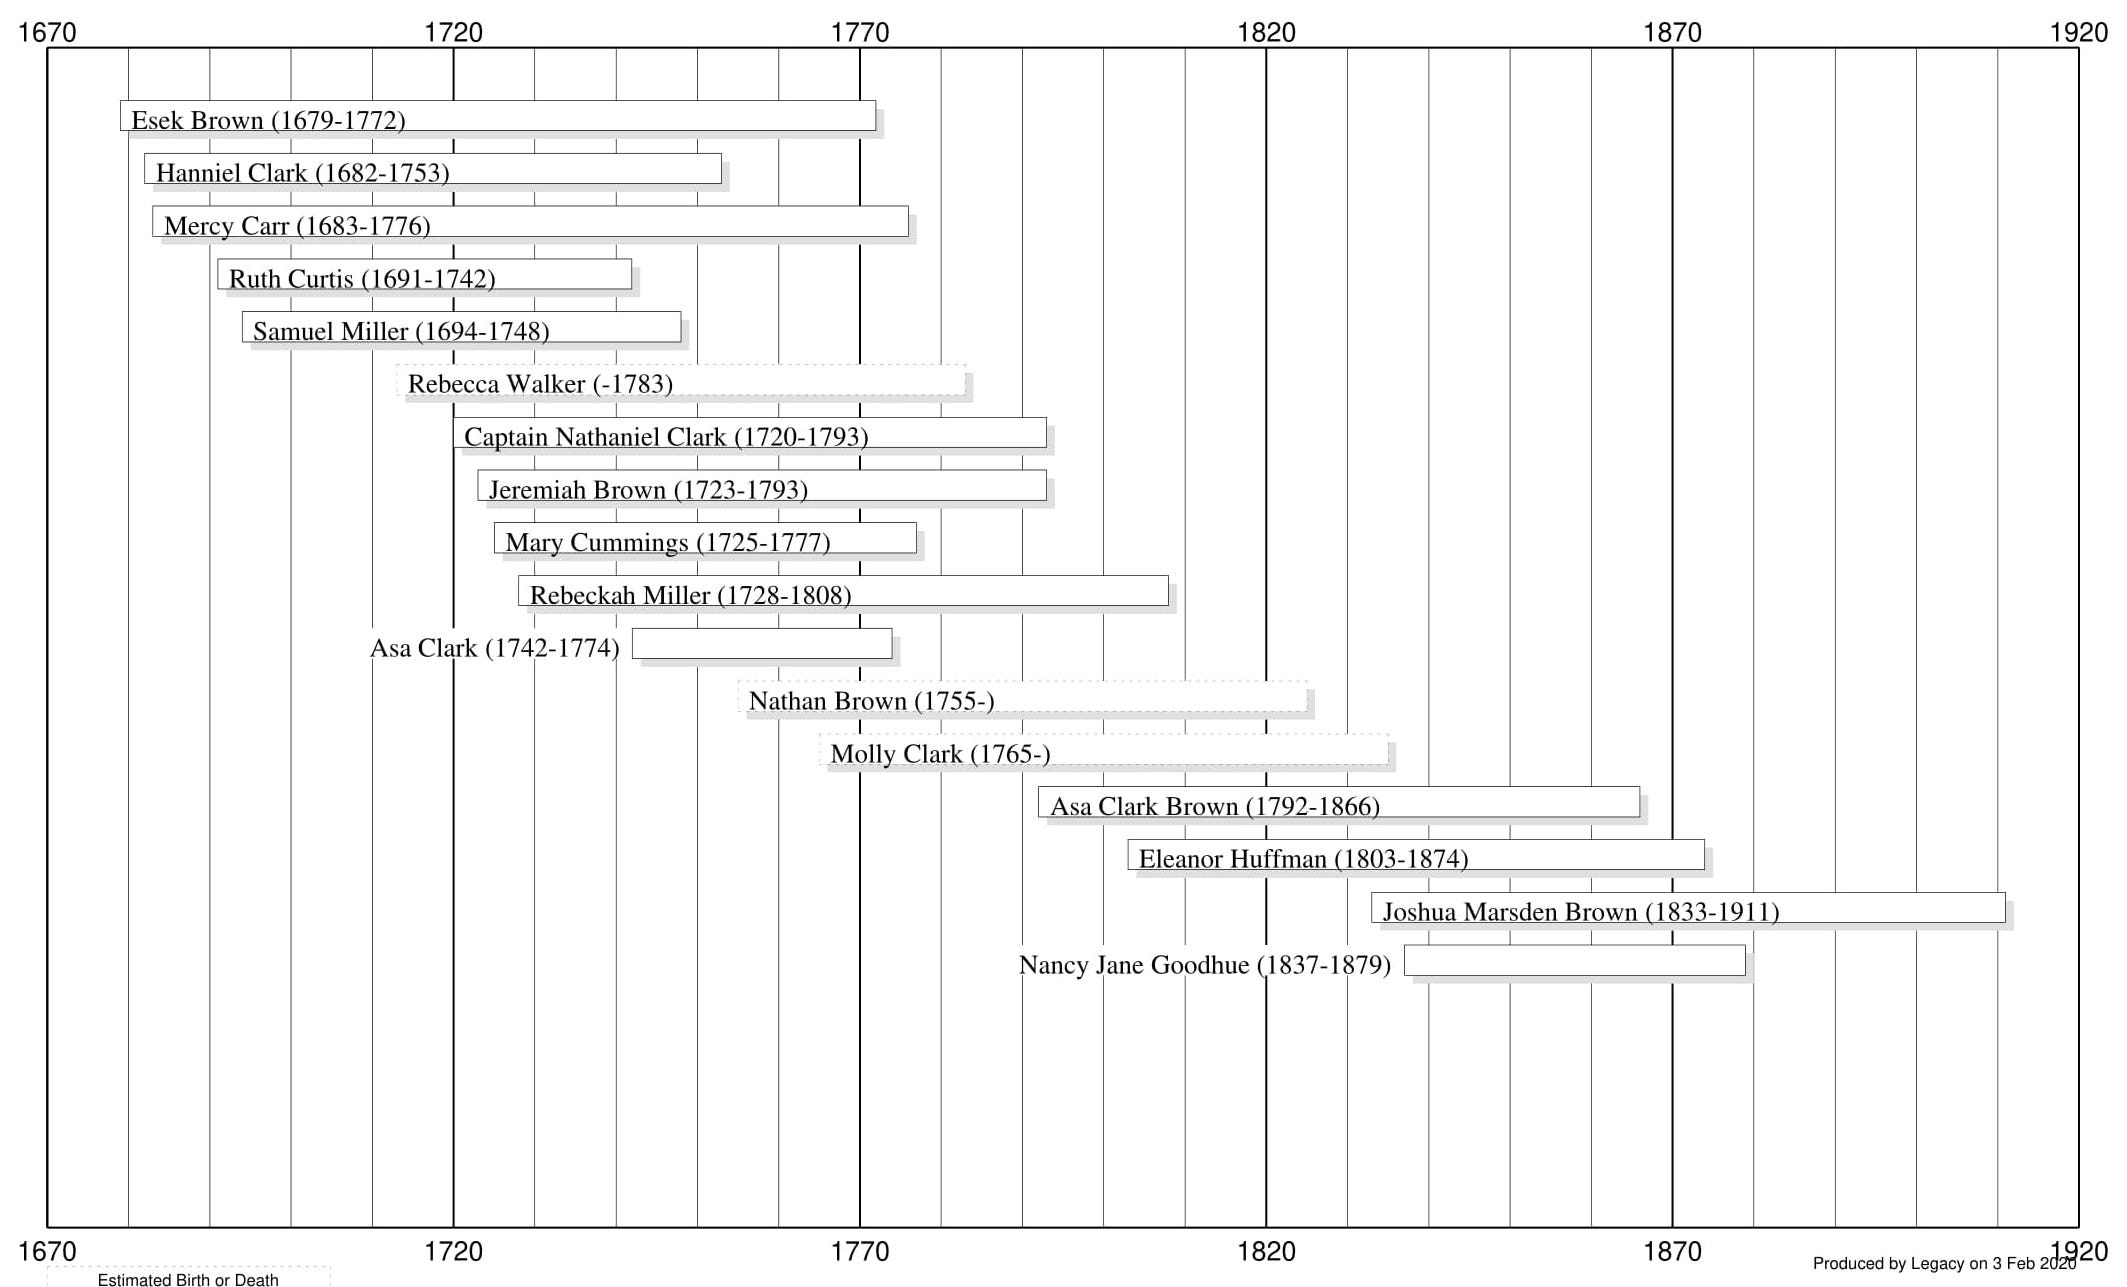 1670 1720 1770 1820 1870 1920
Esek Brown (1679-1772)
Hanniel Clark (1682-1753)
Mercy Carr (1683-1776)
Ruth Curtis (1691-1742)
Samuel Miller (1694-1748)
Rebecca Walker (-1783)
Captain Nathaniel Clark (1720-1793)
Jeremiah Brown (1723-1793)
Mary Cummings (1725-1777)
Rebeckah Miller (1728-1808)
Asa Clark (1742-1774)
Nathan Brown (1755-)
Molly Clark (1765-)
Asa Clark Brown (1792-1866)
Eleanor Huffman (1803-1874)
Joshua Marsden Brown (1833-1911)
Nancy Jane Goodhue (1837-1879)
1670 1720 1770 1820 1870 1920
Produced by Legacy on 3 Feb 2020
Estimated Birth or Death